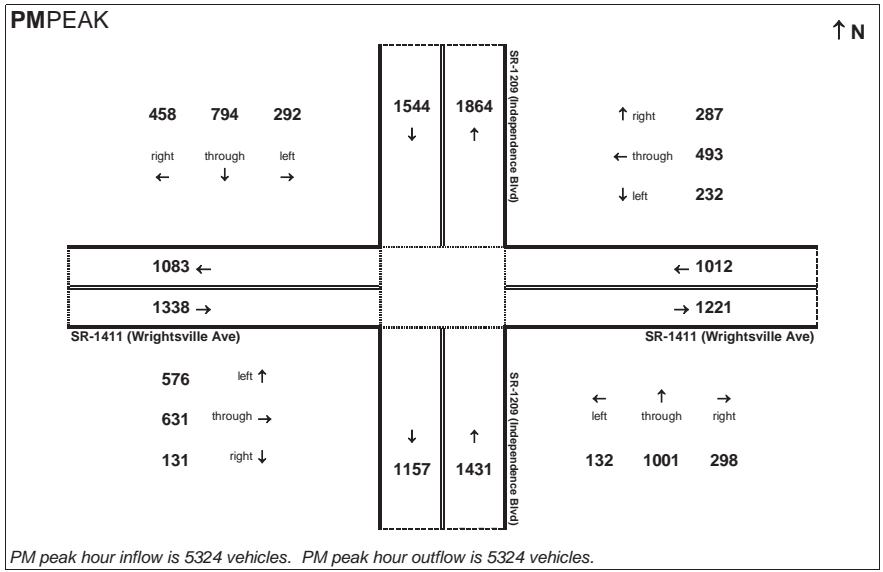 PMPEAK
↑ N
458 794 292
right through left
← ↓ →
1544 1864
↓ ↑
SR-1209 (Independence Blvd)
↑ right 287
← through 493
↓ left 232
1083 ←
← 1012
1338 →
→ 1221
SR-1411 (Wrightsville Ave)
SR-1411 (Wrightsville Ave)
576 left ↑
631 through →
131 right ↓
↓ ↑
1157 1431
SR-1209 (Independence Blvd)
← ↑ →
left through right
132 1001 298
PM peak hour inflow is 5324 vehicles. PM peak hour outflow is 5324 vehicles.